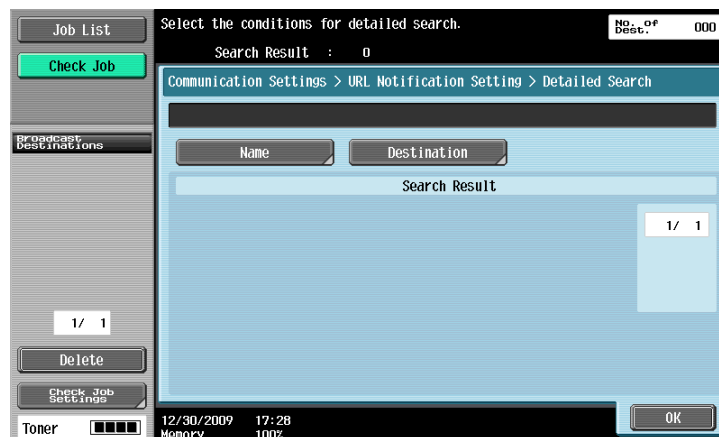 Job List
Check Job
Broadcast
Destinations
1/ 1
Delete
Check Job
Settings
Toner
Select the conditions for detailed search.
No. of
Dest.
000
Search Result : 0
Communication Settings > URL Notification Setting > Detailed Search
Name
Destination
Search Result
1/ 1
12/30/2009 17:28
Memory 100%
OK